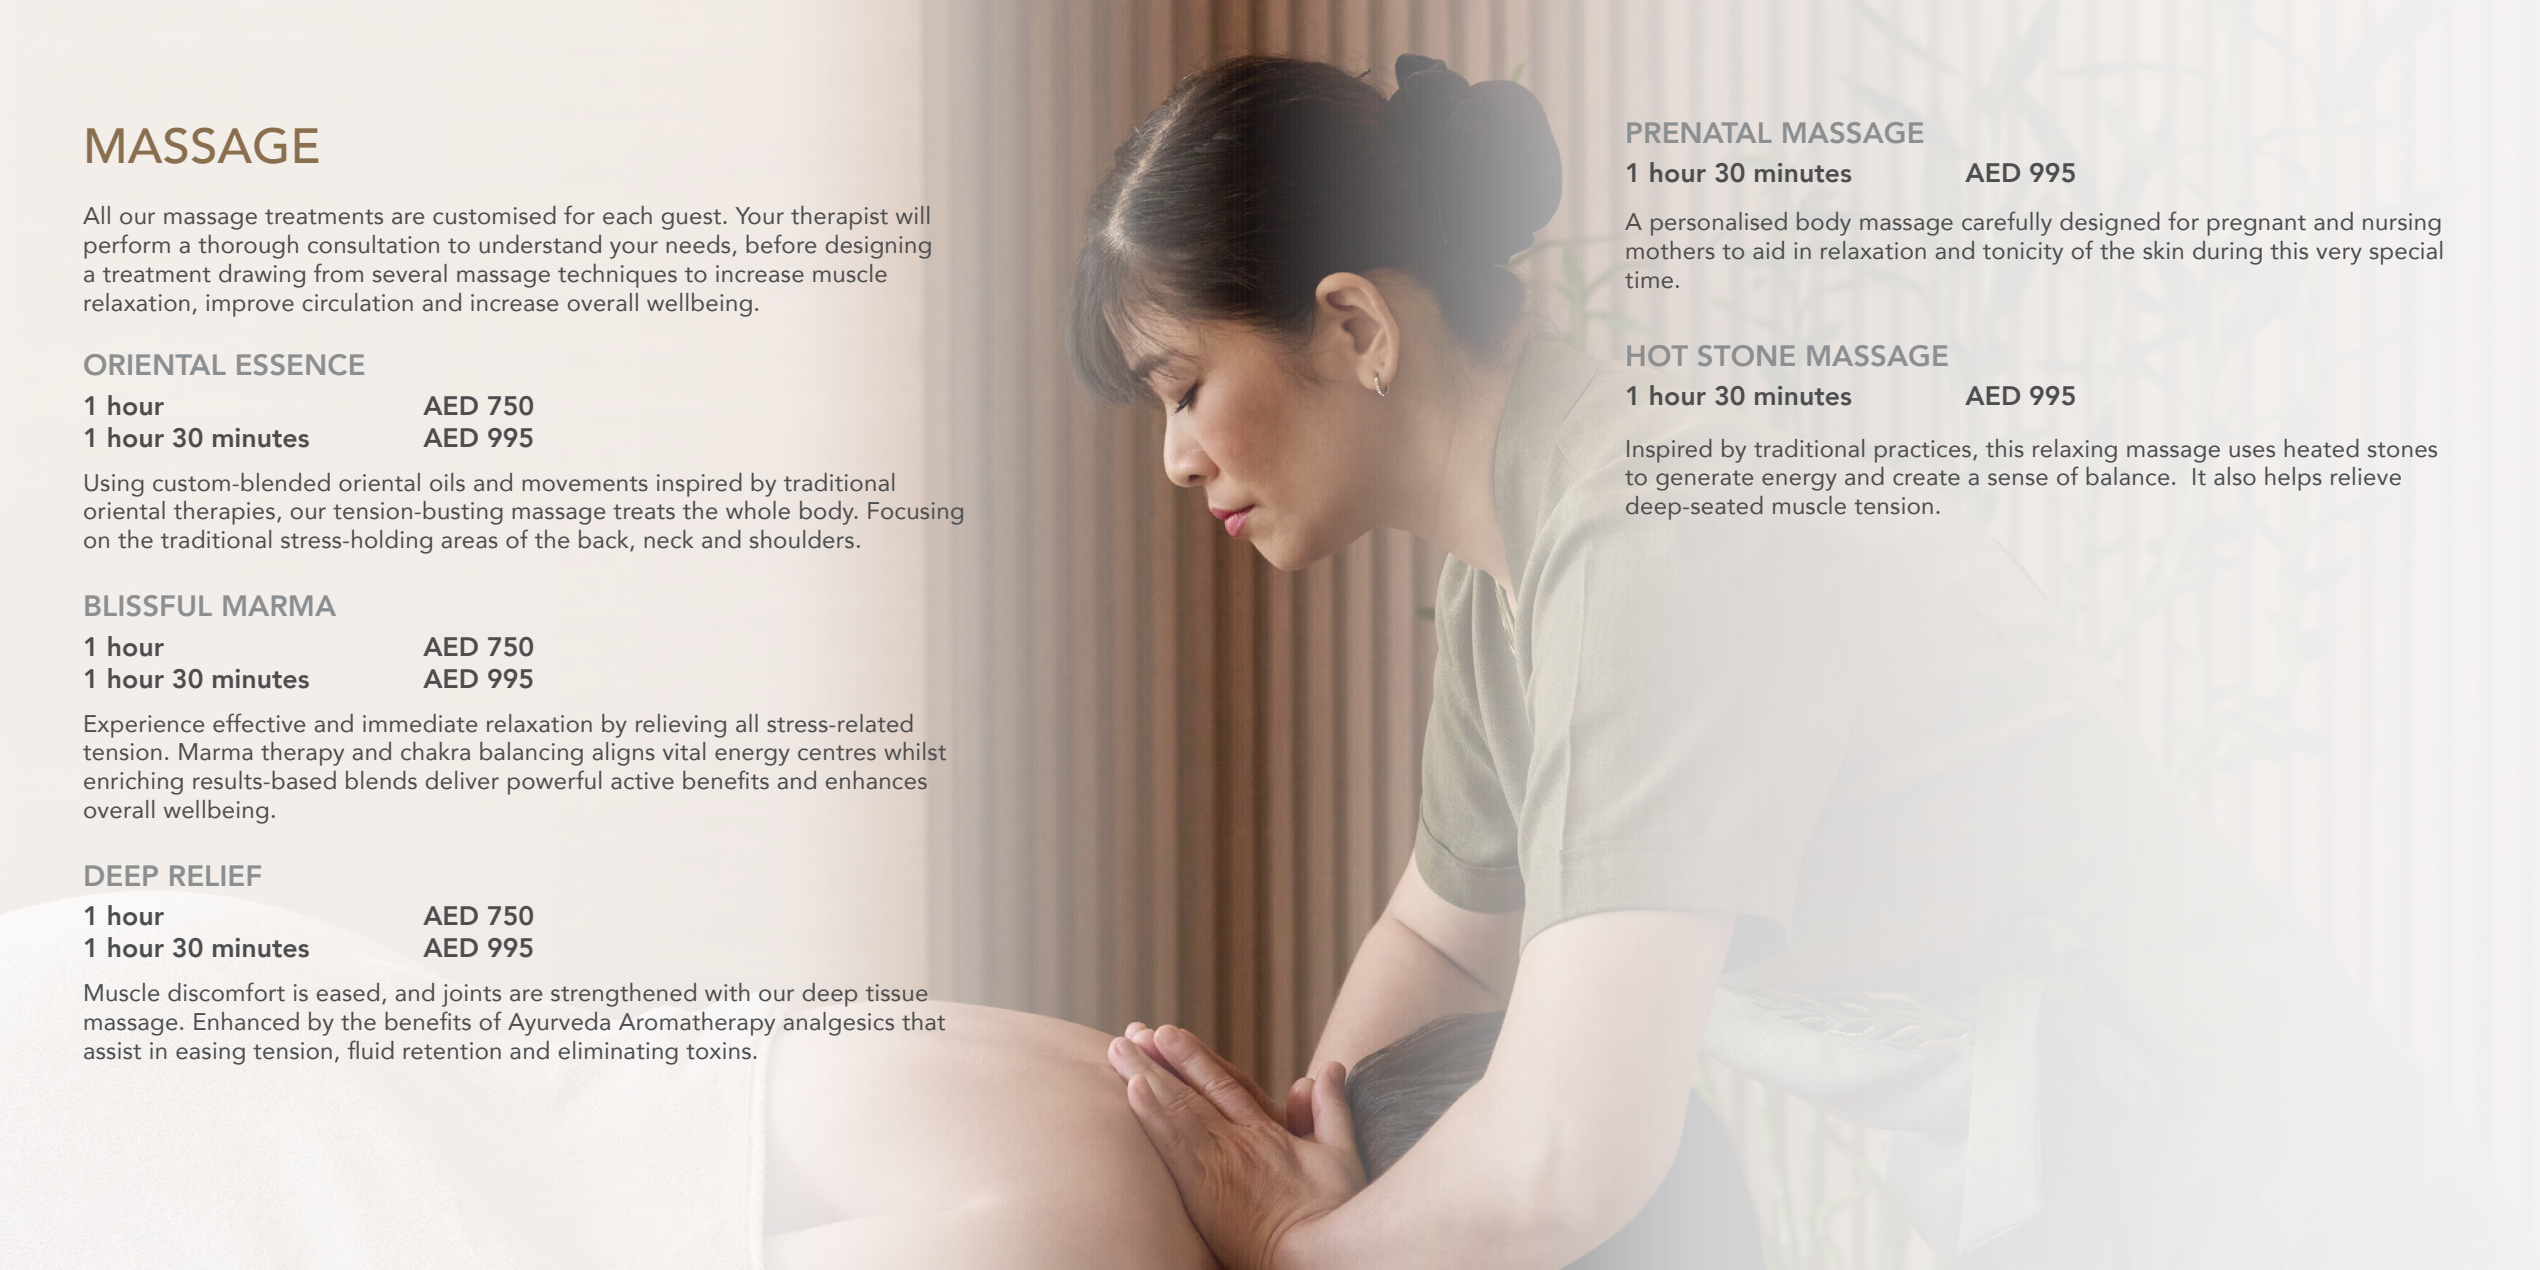 MASSAGE
All our massage treatments are customised for each guest. Your therapist will
perform a thorough consultation to understand your needs, before designing
a treatment drawing from several massage techniques to increase muscle
relaxation, improve circulation and increase overall wellbeing.
ORIENTAL ESSENCE
1 hour AED 750
1 hour 30 minutes AED 995
Using custom-blended oriental oils and movements inspired by traditional
oriental therapies, our tension-busting massage treats the whole body. Focusing
on the traditional stress-holding areas of the back, neck and shoulders.
BLISSFUL MARMA
1 hour AED 750
1 hour 30 minutes AED 995
Experience effective and immediate relaxation by relieving all stress-related
tension. Marma therapy and chakra balancing aligns vital energy centres whilst
enriching results-based blends deliver powerful active benefits and enhances
overall wellbeing.
DEEP RELIEF
1 hour AED 750
1 hour 30 minutes AED 995
Muscle discomfort is eased, and joints are strengthened with our deep tissue
massage. Enhanced by the benefits of Ayurveda Aromatherapy analgesics that
assist in easing tension, fluid retention and eliminating toxins.
PRENATAL MASSAGE
1 hour 30 minutes AED 995
A personalised body massage carefully designed for pregnant and nursing
mothers to aid in relaxation and tonicity of the skin during this very special
time.
HOT STONE MASSAGE
1 hour 30 minutes AED 995
Inspired by traditional practices, this relaxing massage uses heated stones
to generate energy and create a sense of balance.  It also helps relieve
deep-seated muscle tension.